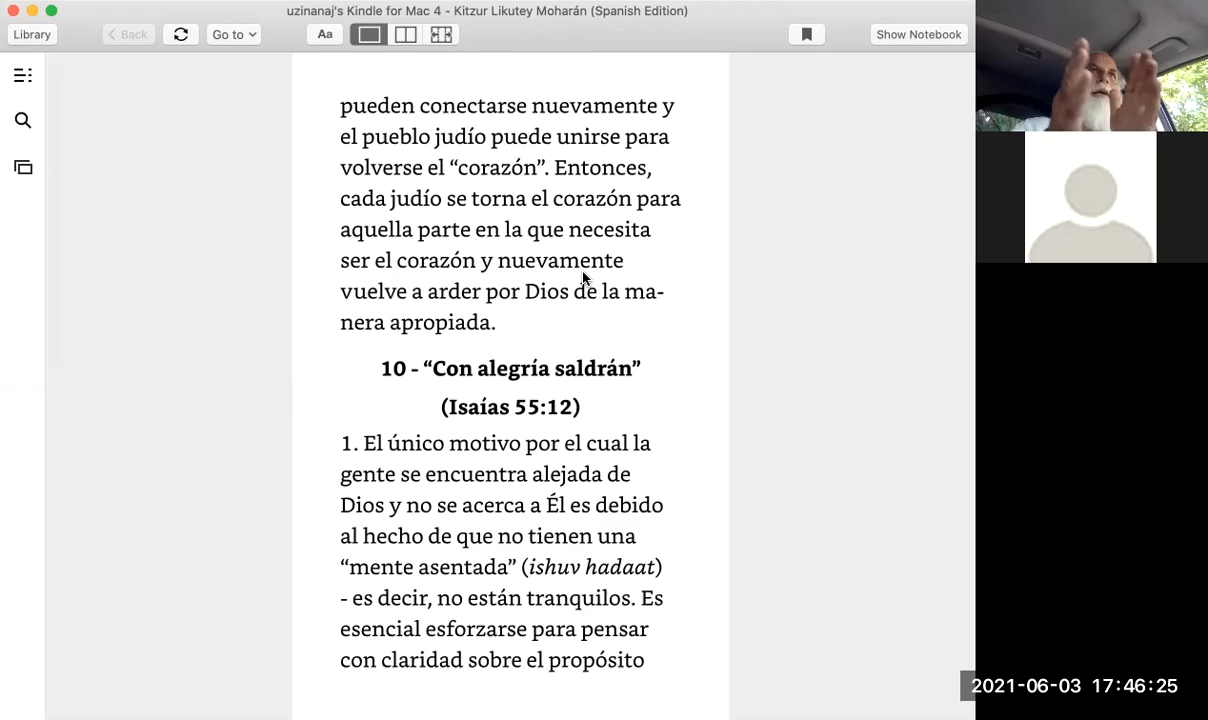 uzinanaj's Kindle for Mac 4 - Kitzur Likutey Moharán (Spanish Edition)
Library
Back
Go to
Aa
Show Notebook
pueden conectarse nuevamente y
el pueblo judío puede unirse para
volverse el “corazón”. Entonces,
cada judío se torna el corazón para
aquella parte en la que necesita
ser el corazón y nuevamente
vuelve a arder por Dios de la ma-
nera apropiada.
10 - “Con alegría saldrán”
(Isaías 55:12)
1. El único motivo por el cual la
gente se encuentra alejada de
Dios y no se acerca a Él es debido
al hecho de que no tienen una
“mente asentada” (ishuv hadaat)
- es decir, no están tranquilos. Es
esencial esforzarse para pensar
con claridad sobre el propósito
2021-06-03 17:46:25